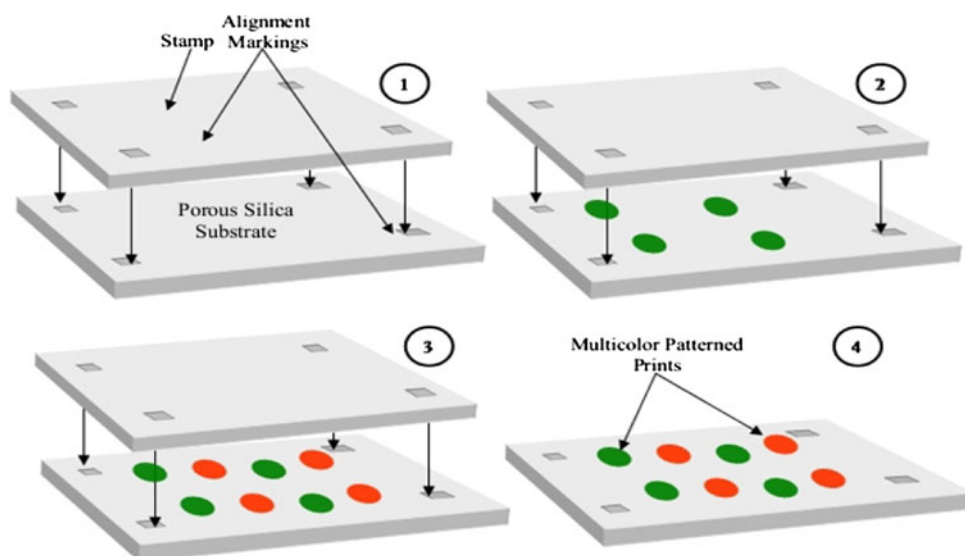 Stamp
Alignment
Markings
1
Porous Silica
Substrate
2
3
Multicolor Patterned
Prints
4